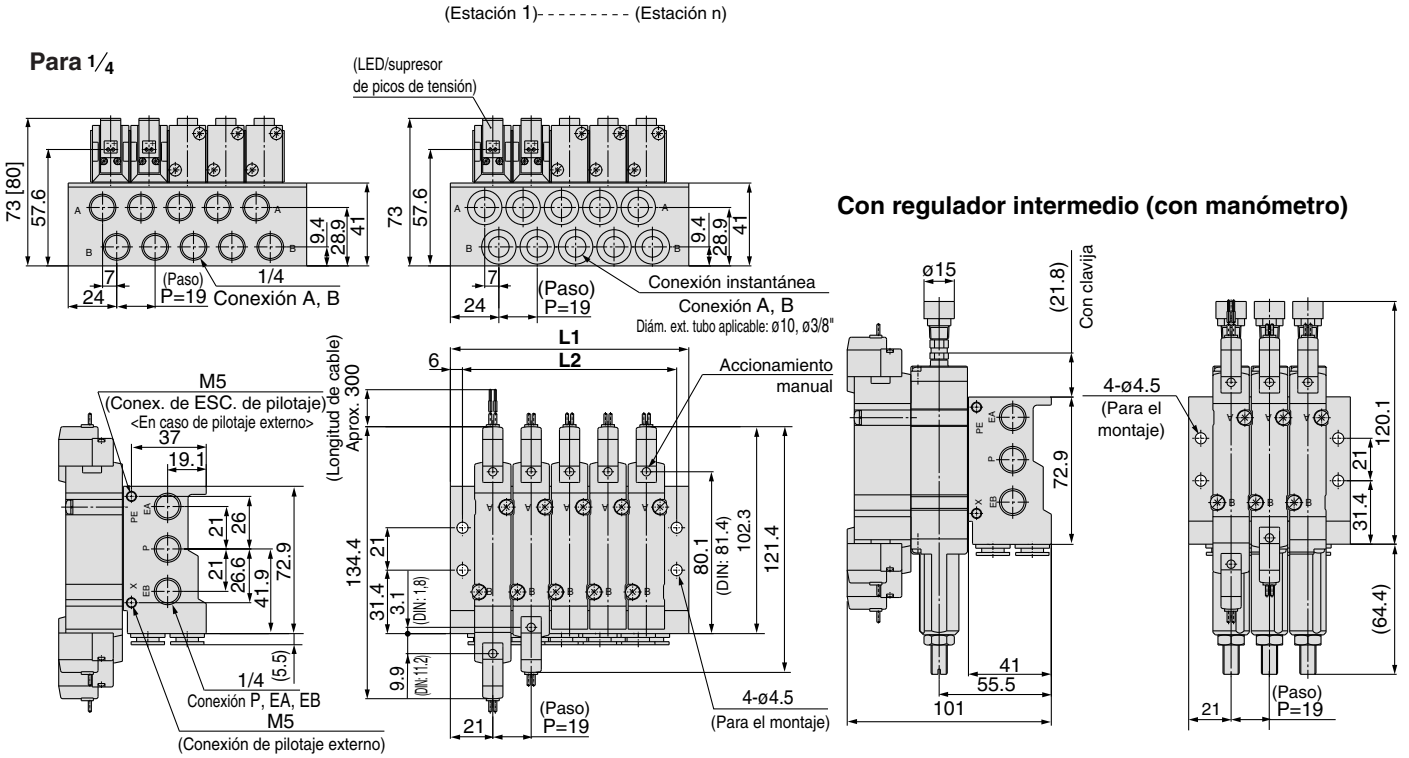 (Estación 1)--------- (Estación n)
Para 1/4
(LED/supresor
de picos de tensión)
73 [80]
57.6
A
A
B
B
9.4
28.9
41
7
24
(Paso)
P=19
1/4
Conexión A, B
73
57.6
A
A
B
B
9.4
28.9
41
7
24
(Paso)
P=19
Conexión instantánea
Conexión A, B
Diám. ext. tubo aplicable: ø10, ø3/8"
Con regulador intermedio (con manómetro)
M5
(Conex. de ESC. de pilotaje)
<En caso de pilotaje externo>
37
19.1
PE
EA
P
X
EB
21
26
21
26.6
41.9
72.9
(5.5)
1/4
Conexión P, EA, EB
M5
(Conexión de pilotaje externo)
L1
L2
6
(Longitud de cable)
Aprox. 300
Accionamiento
manual
134.4
21
31.4
3.1
(DIN: 1.8)
9.9
(DIN: 11.2)
A
A
A
A
A
B
B
B
B
B
80.1
(DIN: 81.4)
102.3
121.4
21
(Paso)
P=19
4-ø4.5
(Para el montaje)
ø15
(21.8)
Con clavija
PE
EA
P
X
EB
72.9
41
55.5
101
4-ø4.5
(Para el
montaje)
A
A
A
B
B
B
120.1
21
31.4
(64.4)
21
(Paso)
P=19